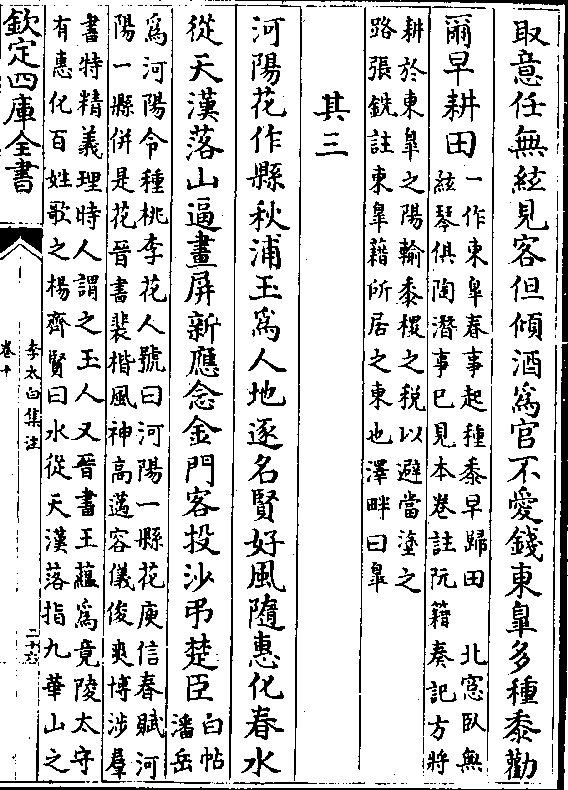 取意任無絃見客但傾酒爲官不愛錢東臯多種黍勸
爾早耕田
一作東臯春事起種黍早歸田　北窓臥無
絃琴俱陶潛事已見本卷註阮籍奏記方將
耕於東臯之陽輸黍稷之税以避當塗之
路張銑註東臯藉所居之東也澤畔曰臯
其三
河陽花作縣秋浦玉爲人地逐名賢好風隨惠化春水
從天漢落山逼畫屏新應念金門客投沙弔楚臣
白帖
潘岳
爲河陽令種桃李花人號曰河陽一縣花庾信春賦河
陽一縣併是花晉書裴楷風神高邁容儀俊爽博涉羣
書特精義理時人謂之玉人又晉書王蘊爲竟陵太守
有惠化百姓歌之楊齊賢曰水從天漢落指九華山之
欽定四庫全書
李太白集注
卷十